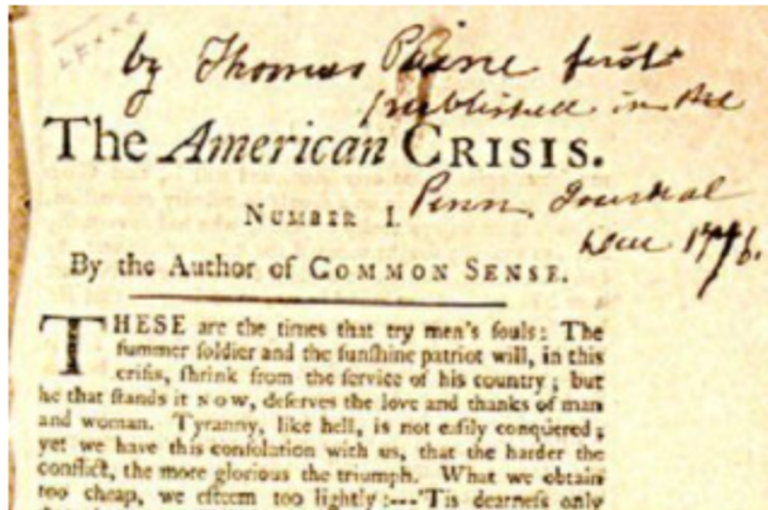 by Thomas Paine first
published in the
The American CRISIS.
Penn. Journal
NUMBER I.
Dec 1776.
By the Author of COMMON SENSE.
THESE are the times that try men's ſouls: The
ſummer ſoldier and the ſunſhine patriot will, in this
criſis, ſhrink from the ſervice of his country; but
he that ſtands it NOW, deſerves the love and thanks of man
and woman. Tyranny, like hell, is not eaſily conquered;
yet we have this conſolation with us, that the harder the
conflict, the more glorious the triumph. What we obtain
too cheap, we eſteem too lightly:---'Tis dearneſs only